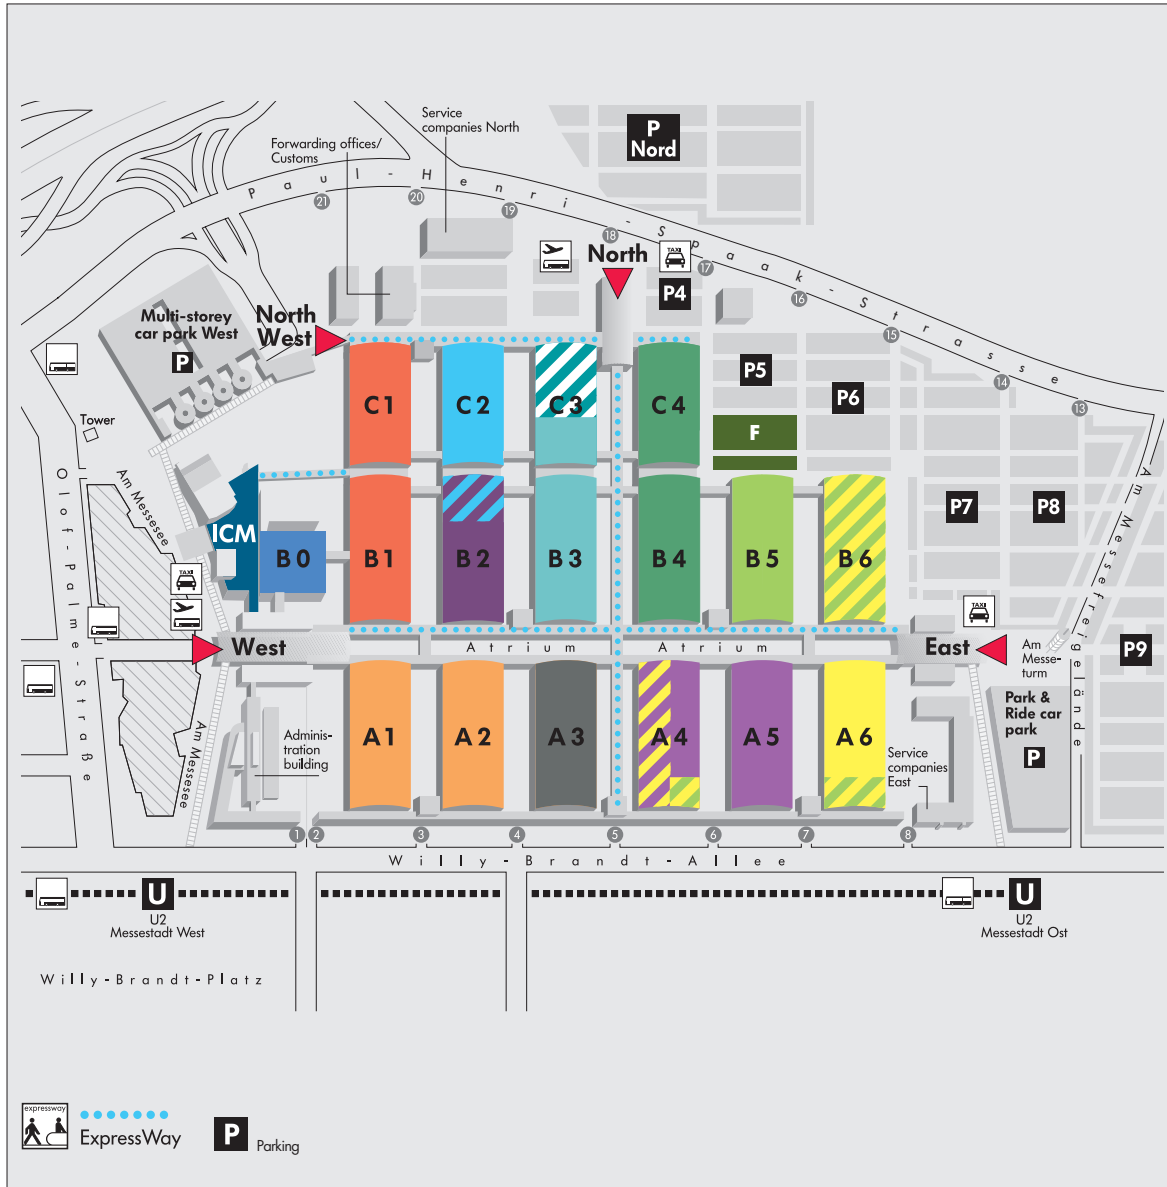 Service
companies North
P
Nord
Forwarding offices/
Customs
Paul-Henri-Spaak-Strasse
21
20
19
18
17
16
15
14
13
North
TAXI
P4
North
West
Multi-storey
car park West
P
C1
C2
C3
C4
P5
P6
F
Tower
Am Messesee
Olof-Palme-Straße
ICM
B0
B1
B2
B3
B4
B5
B6
P7
P8
Am Messefreigelände
TAXI
TAXI
West
Atrium
Atrium
East
Am
Messe-
turm
P9
Park &
Ride car
park
P
Am Messesee
Adminis-
tration
building
A1
A2
A3
A4
A5
A6
Service
companies
East
1
2
3
4
5
6
7
8
Willy-Brandt-Allee
U
U2
Messestadt West
U
U2
Messestadt Ost
Willy-Brandt-Platz
expressway
ExpressWay
P
Parking